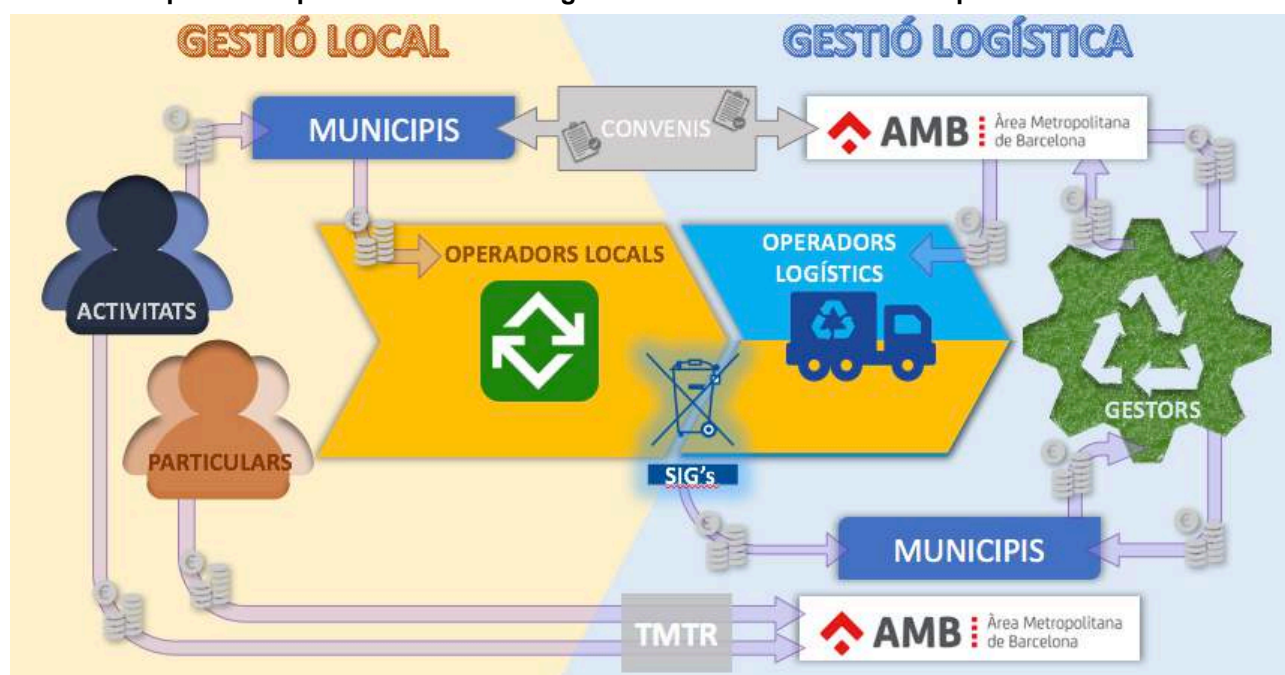 GESTIÓ LOCAL
GESTIÓ LOGÍSTICA
MUNICIPIS
CONVENIS
AMB
Àrea Metropolitana
de Barcelona
OPERADORS LOCALS
OPERADORS
LOGÍSTICS
ACTIVITATS
PARTICULARS
GESTORS
SIG's
MUNICIPIS
TMTR
AMB
Àrea Metropolitana
de Barcelona